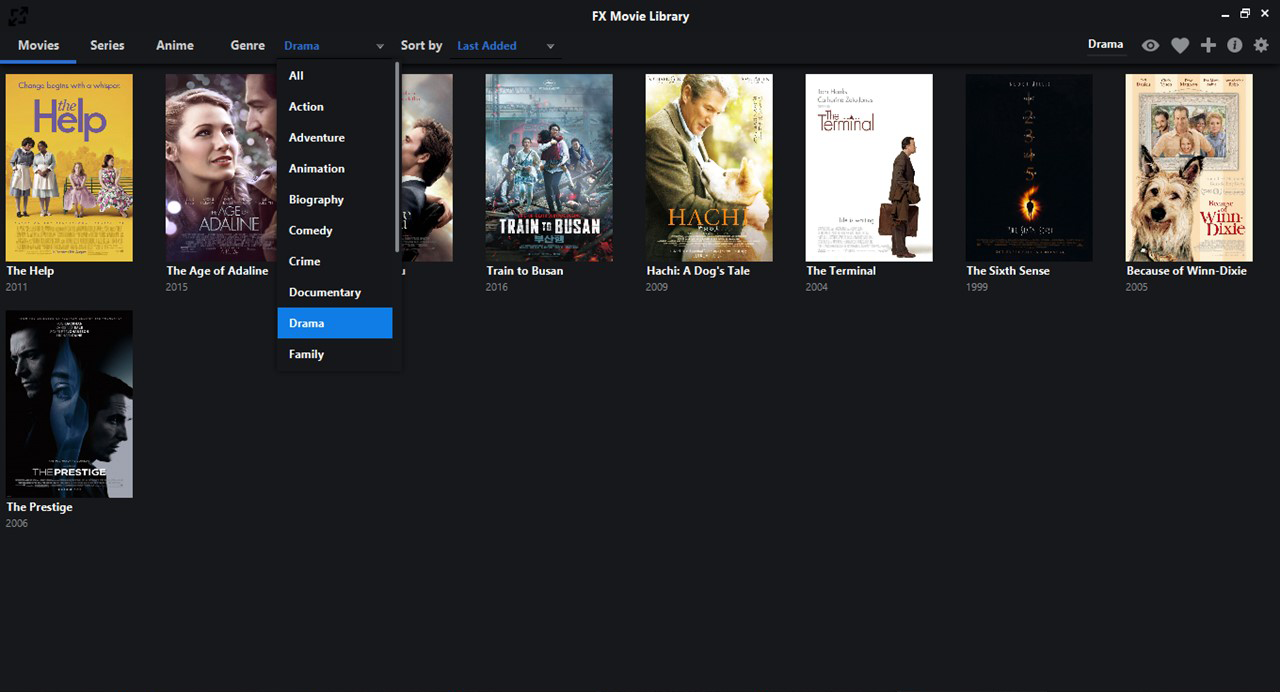 FX Movie Library
Movies
Series
Anime
Genre
Drama
Sort by
Last Added
Drama
All
Action
Adventure
Animation
Biography
Comedy
Crime
Documentary
Drama
Family
Change begins with a whisper.
the
Help
The Help
2011
THE AGE OF
ADALINE
The Age of Adaline
2015
u
TRAIN TO BUSAN
부산행
Train to Busan
2016
HACHI
Hachi: A Dog's Tale
2009
Tom Hanks
Catherine Zeta-Jones
The
Terminal
Life is waiting.
The Terminal
2004
BRUCE WILLIS
THE SIXTH SENSE
The Sixth Sense
1999
Because
of
Winn-
Dixie
Because of Winn-Dixie
2005
THE PRESTIGE
The Prestige
2006